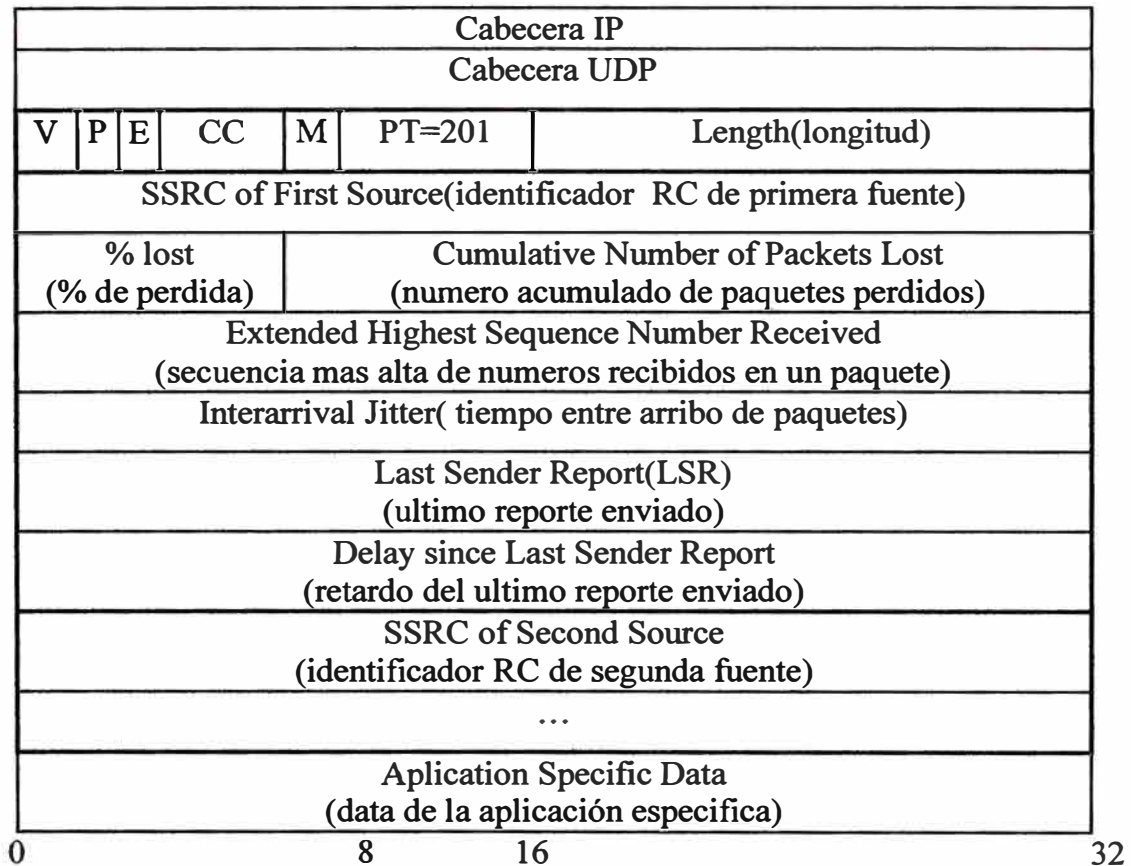 Cabecera IP
Cabecera UDP
V P E CC M PT=201 Length(longitud)
SSRC of First Source(identificador RC de primera fuente)
% lost Cumulative Number of Packets Lost
(% de perdida) (numero acumulado de paquetes perdidos)
Extended Highest Sequence Number Received
(secuencia mas alta de numeros recibidos en un paquete)
Interarrival Jitter( tiempo entre arribo de paquetes)
Last Sender Report(LSR)
(ultimo reporte enviado)
Delay since Last Sender Report
(retardo del ultimo reporte enviado)
SSRC of Second Source
(identificador RC de segunda fuente)
...
Aplication Specific Data
(data de la aplicación especifica)
0 8 16 32